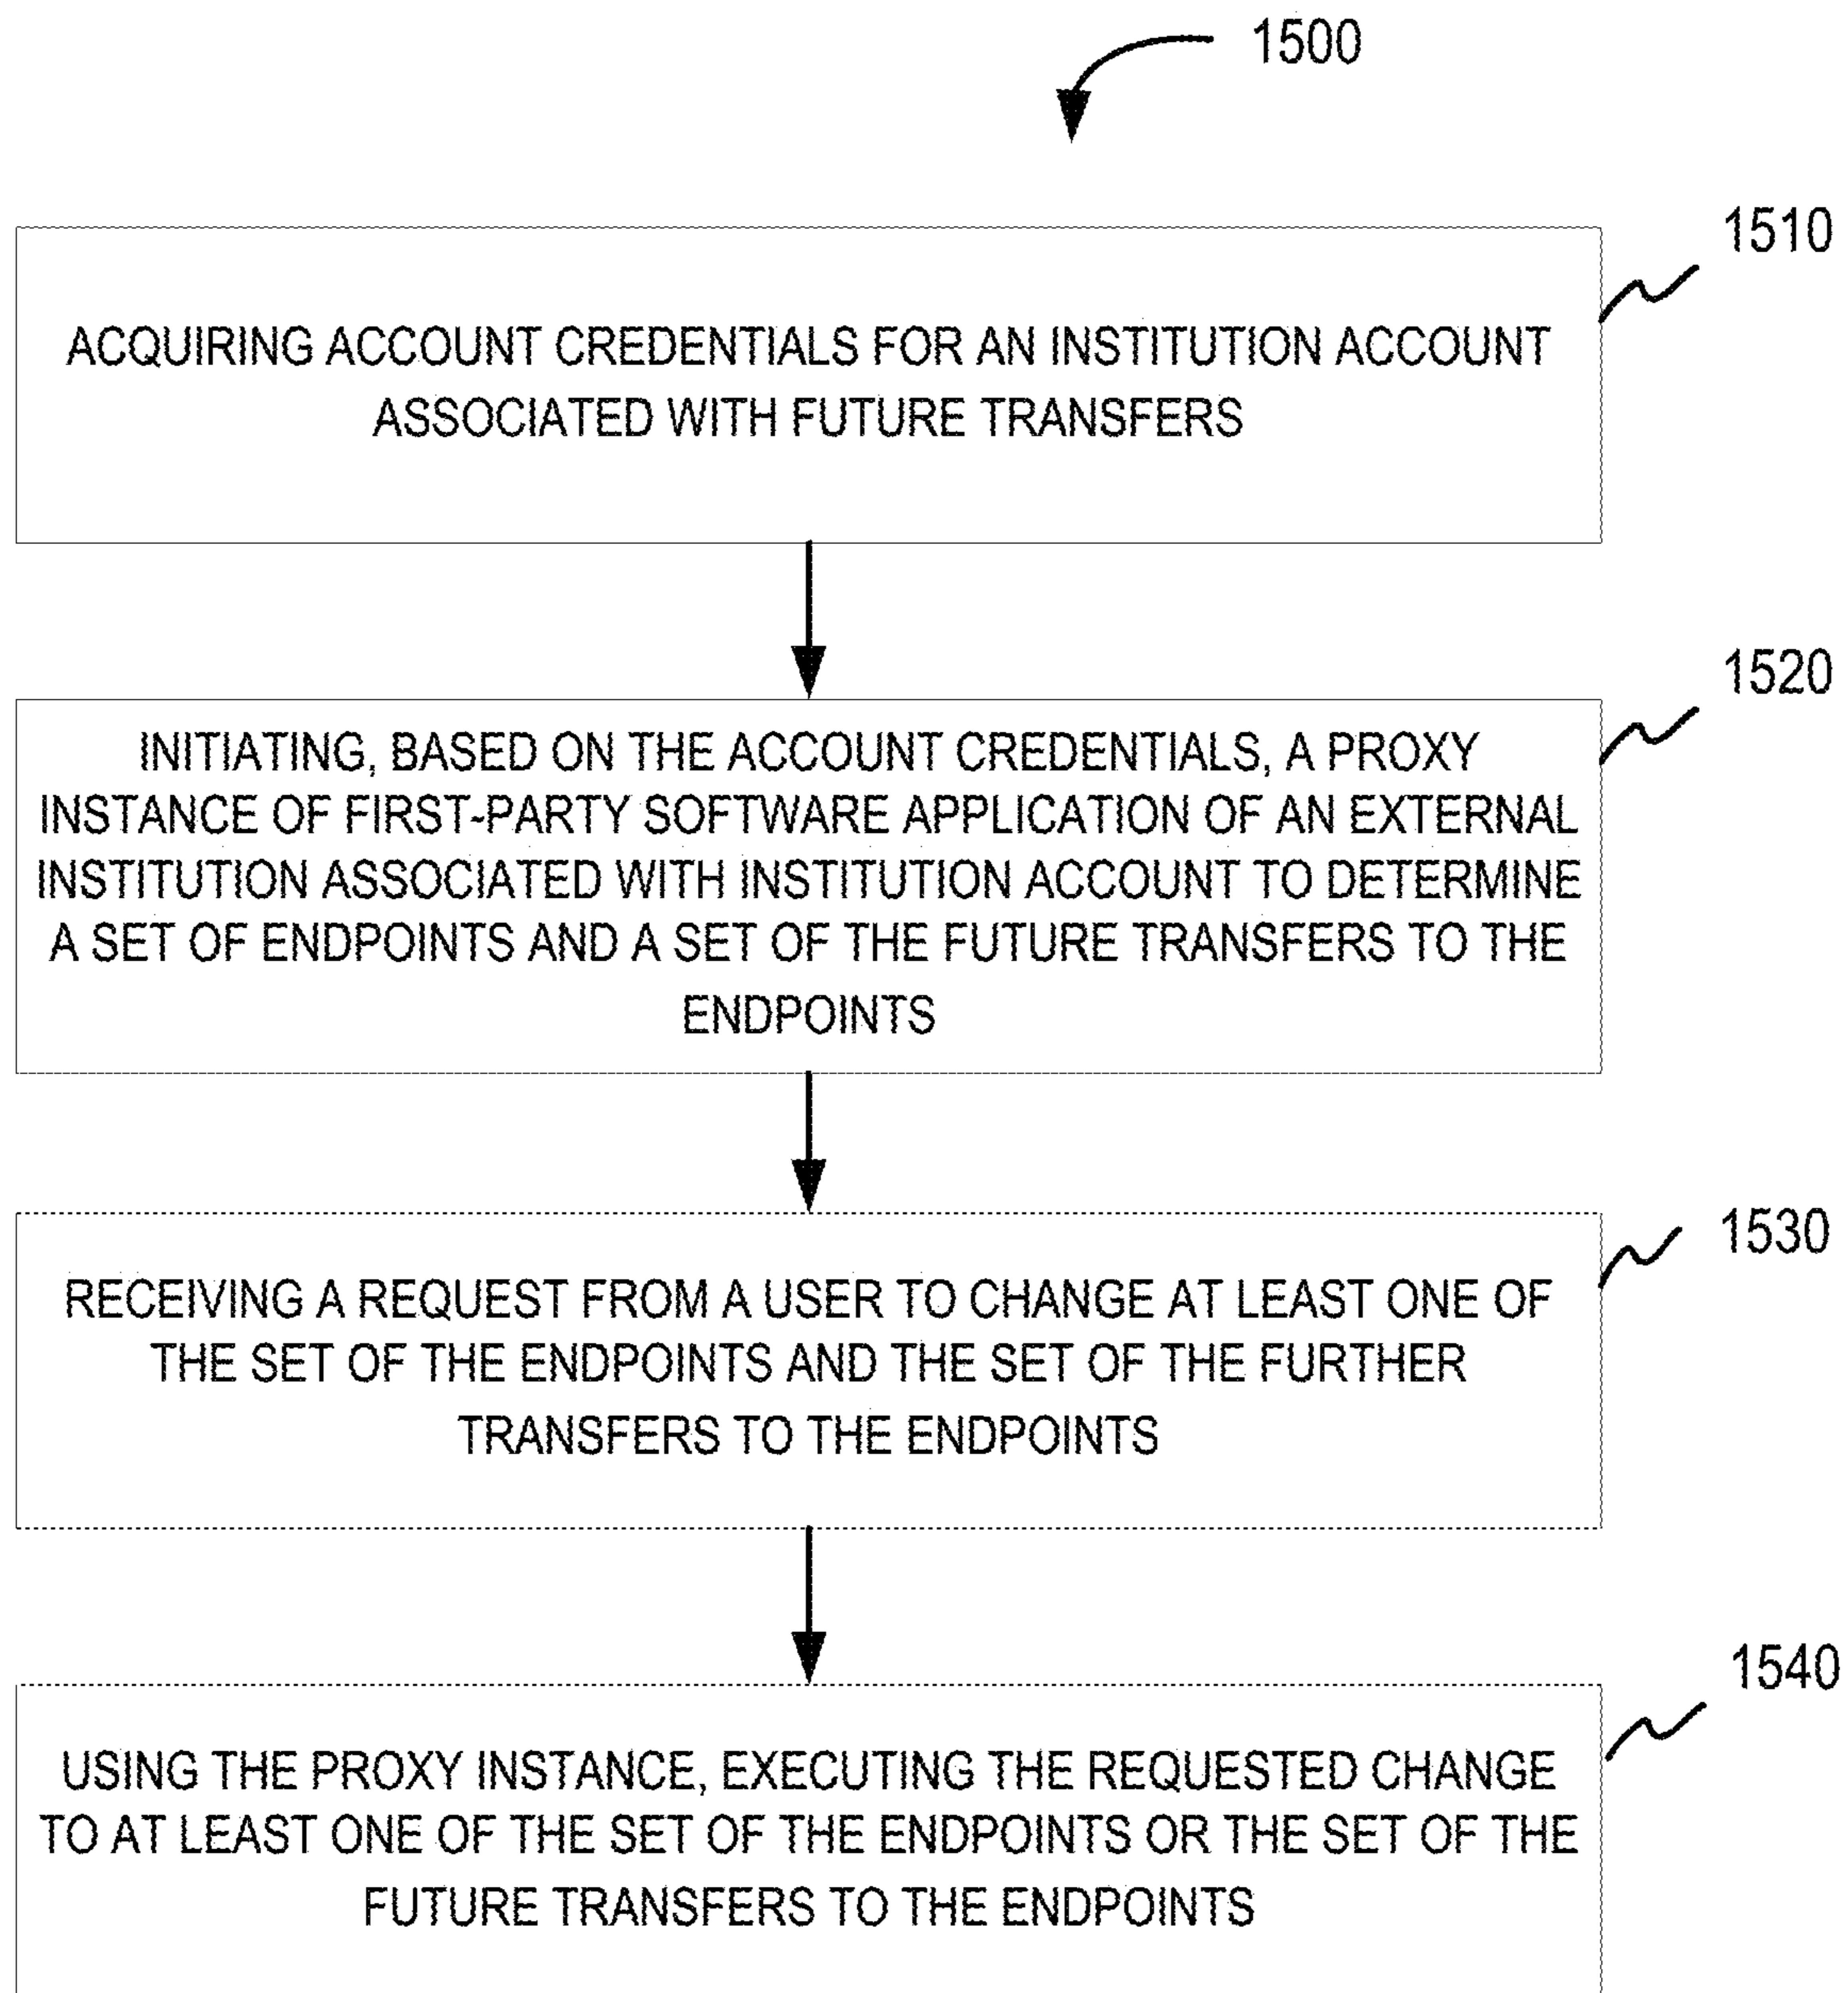 1500
1510
ACQUIRING ACCOUNT CREDENTIALS FOR AN INSTITUTION ACCOUNT
ASSOCIATED WITH FUTURE TRANSFERS
1520
INITIATING, BASED ON THE ACCOUNT CREDENTIALS, A PROXY
INSTANCE OF FIRST-PARTY SOFTWARE APPLICATION OF AN EXTERNAL
INSTITUTION ASSOCIATED WITH INSTITUTION ACCOUNT TO DETERMINE
A SET OF ENDPOINTS AND A SET OF THE FUTURE TRANSFERS TO THE
ENDPOINTS
1530
RECEIVING A REQUEST FROM A USER TO CHANGE AT LEAST ONE OF
THE SET OF THE ENDPOINTS AND THE SET OF THE FURTHER
TRANSFERS TO THE ENDPOINTS
1540
USING THE PROXY INSTANCE, EXECUTING THE REQUESTED CHANGE
TO AT LEAST ONE OF THE SET OF THE ENDPOINTS OR THE SET OF THE
FUTURE TRANSFERS TO THE ENDPOINTS